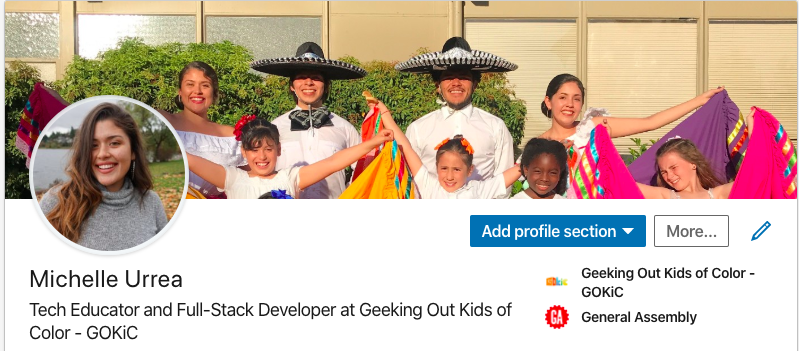 Add profile section
More...
Michelle Urrea
Tech Educator and Full-Stack Developer at Geeking Out Kids of
Color - GOKiC
GOKiC
Geeking Out Kids of Color -
GOKiC
GA
General Assembly